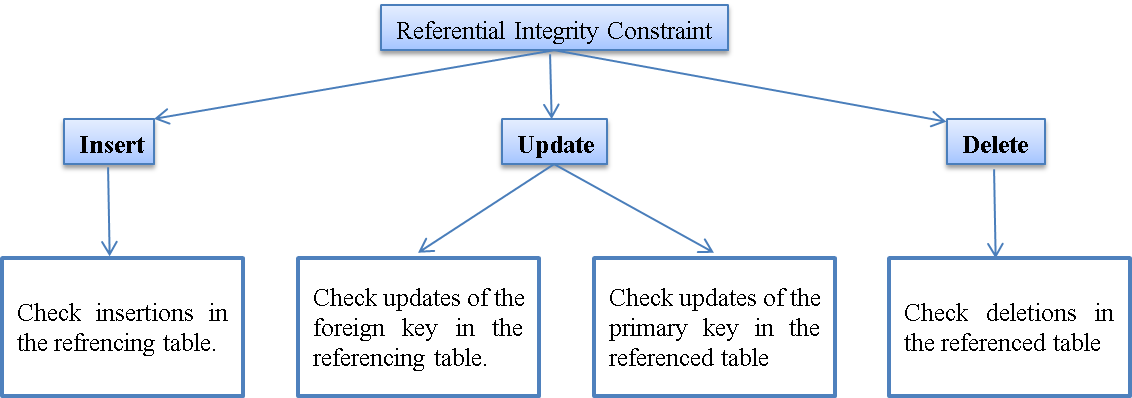 Referential Integrity Constraint
Insert
Update
Delete
Check insertions in
the refrencing table.
Check updates of the
foreign key in the
referencing table.
Check updates of the
primary key in the
referenced table
Check deletions in
the referenced table